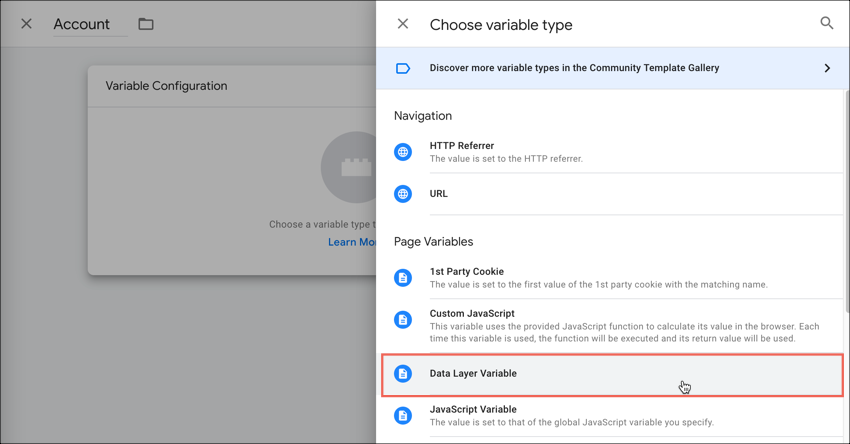 Account
Variable Configuration
Choose a variable type t
Learn Mo
Choose variable type
Discover more variable types in the Community Template Gallery
Navigation
HTTP Referrer
The value is set to the HTTP referrer.
URL
Page Variables
1st Party Cookie
The value is set to the first value of the 1st party cookie with the matching name.
Custom JavaScript
This variable uses the provided JavaScript function to calculate its value in the browser. Each
time this variable is used, the function will be executed and its return value will be used.
Data Layer Variable
JavaScript Variable
The value is set to that of the global JavaScript variable you specify.